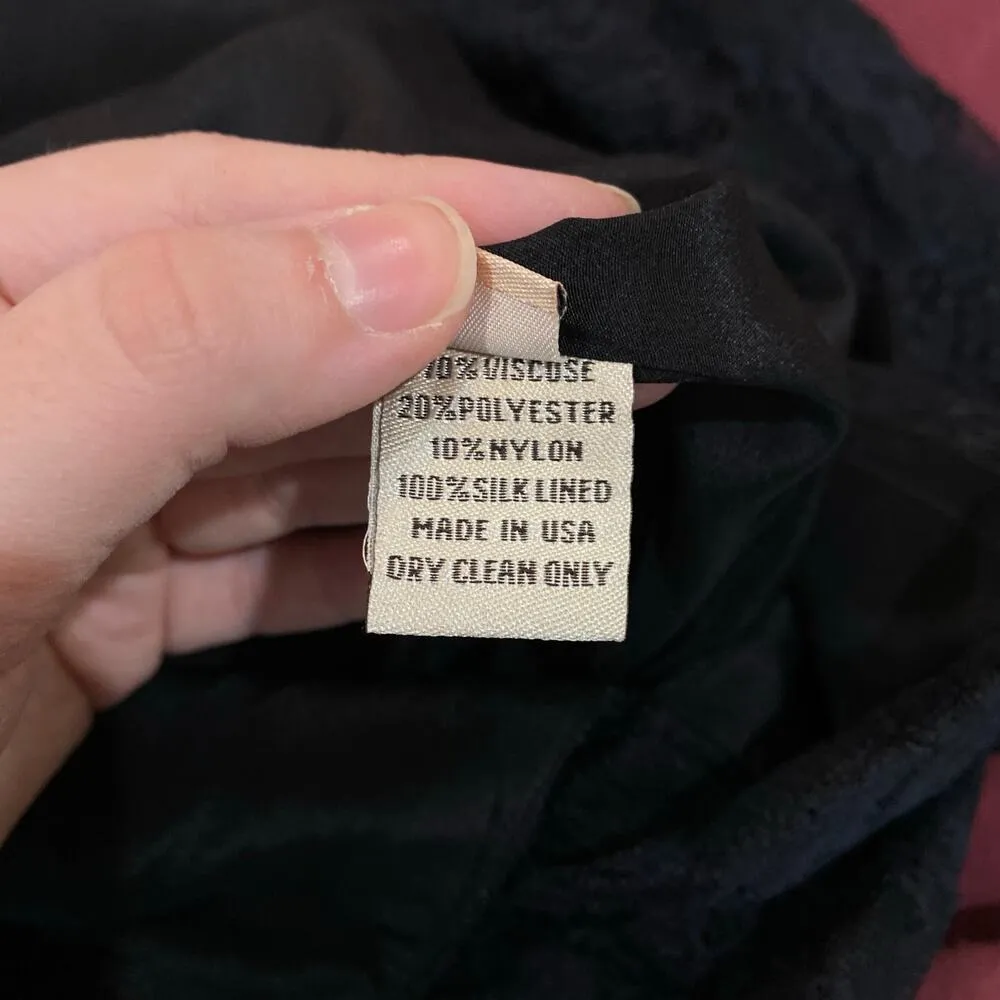 VISCOSE
20%POLYESTER
10%NYLON
100%SILK LINED
MADE IN USA
DRY CLEAN ONLY